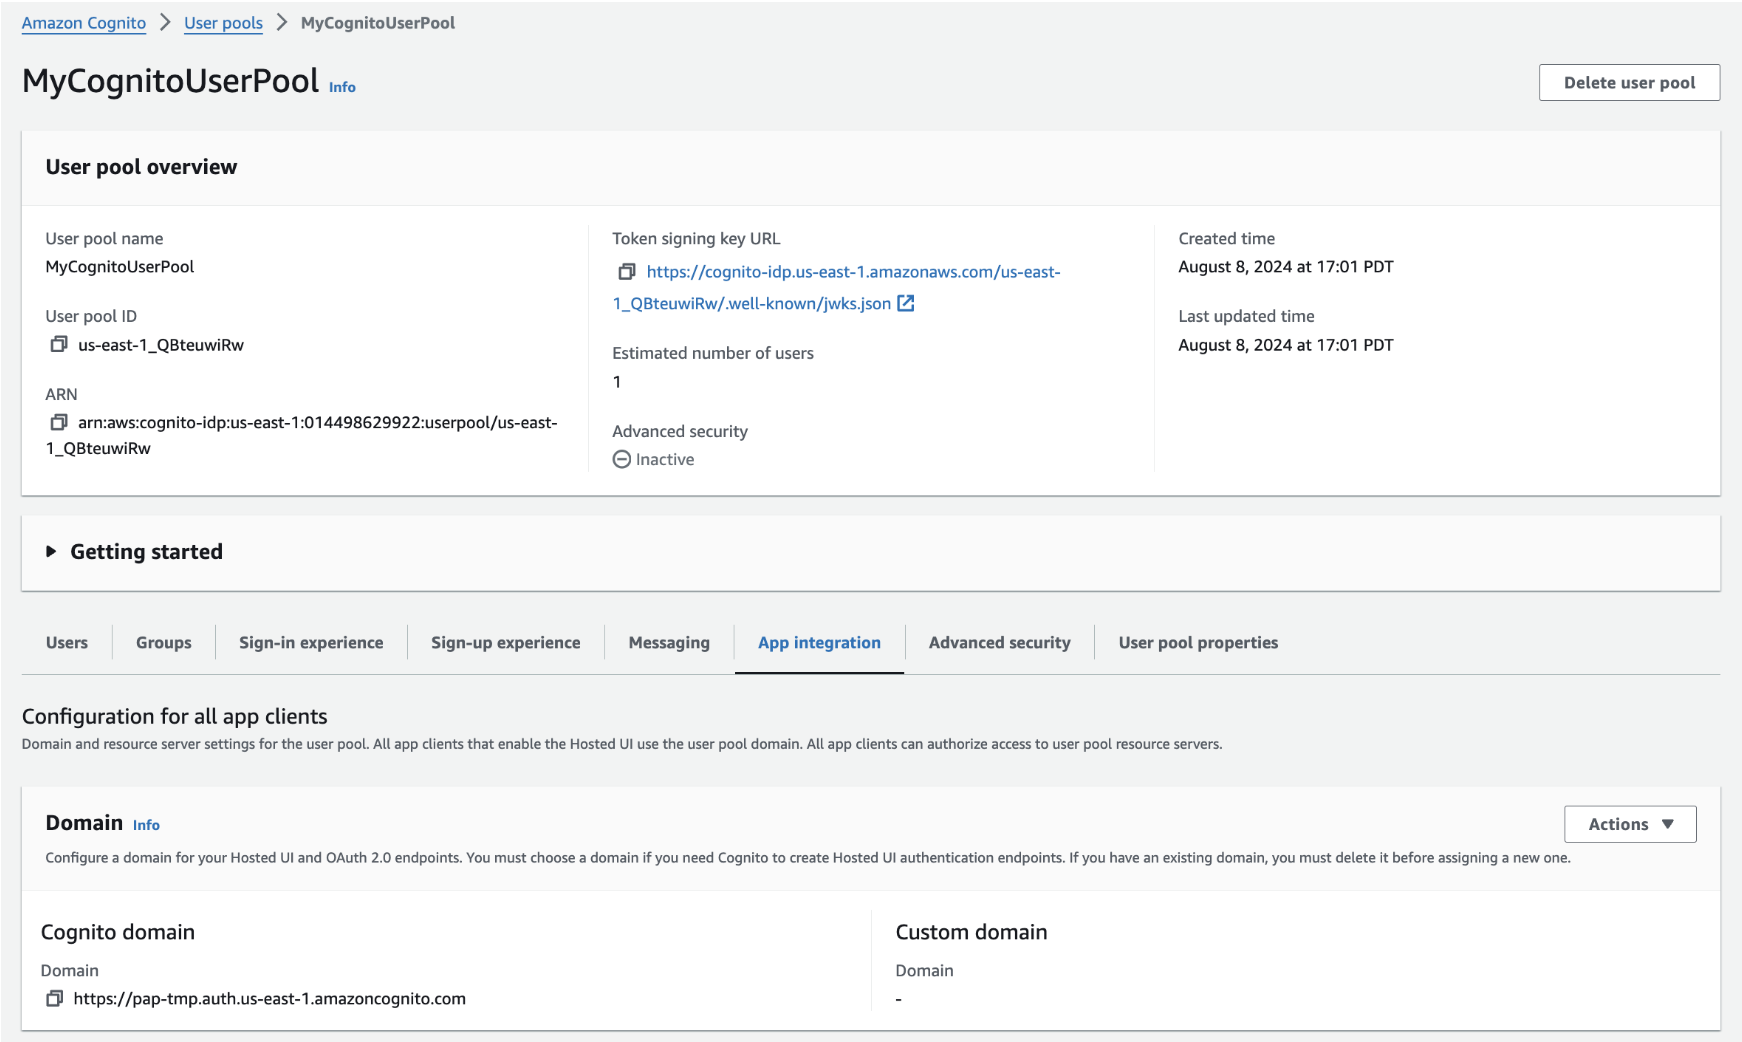 Amazon Cognito > User pools > MyCognitoUserPool
MyCognitoUserPool Info
Delete user pool
User pool overview
User pool name
MyCognitoUserPool
User pool ID
us-east-1_QBteuwiRw
ARN
arn:aws:cognito-idp:us-east-1:014498629922:userpool/us-east-
1_QBteuwiRw
Token signing key URL
https://cognito-idp.us-east-1.amazonaws.com/us-east-
1_QBteuwiRw/.well-known/jwks.json
Estimated number of users
1
Advanced security
Inactive
Created time
August 8, 2024 at 17:01 PDT
Last updated time
August 8, 2024 at 17:01 PDT
Getting started
Users
Groups
Sign-in experience
Sign-up experience
Messaging
App integration
Advanced security
User pool properties
Configuration for all app clients
Domain and resource server settings for the user pool. All app clients that enable the Hosted UI use the user pool domain. All app clients can authorize access to user pool resource servers.
Domain Info
Actions
Configure a domain for your Hosted UI and OAuth 2.0 endpoints. You must choose a domain if you need Cognito to create Hosted UI authentication endpoints. If you have an existing domain, you must delete it before assigning a new one.
Cognito domain
Domain
https://pap-tmp.auth.us-east-1.amazoncognito.com
Custom domain
Domain
-